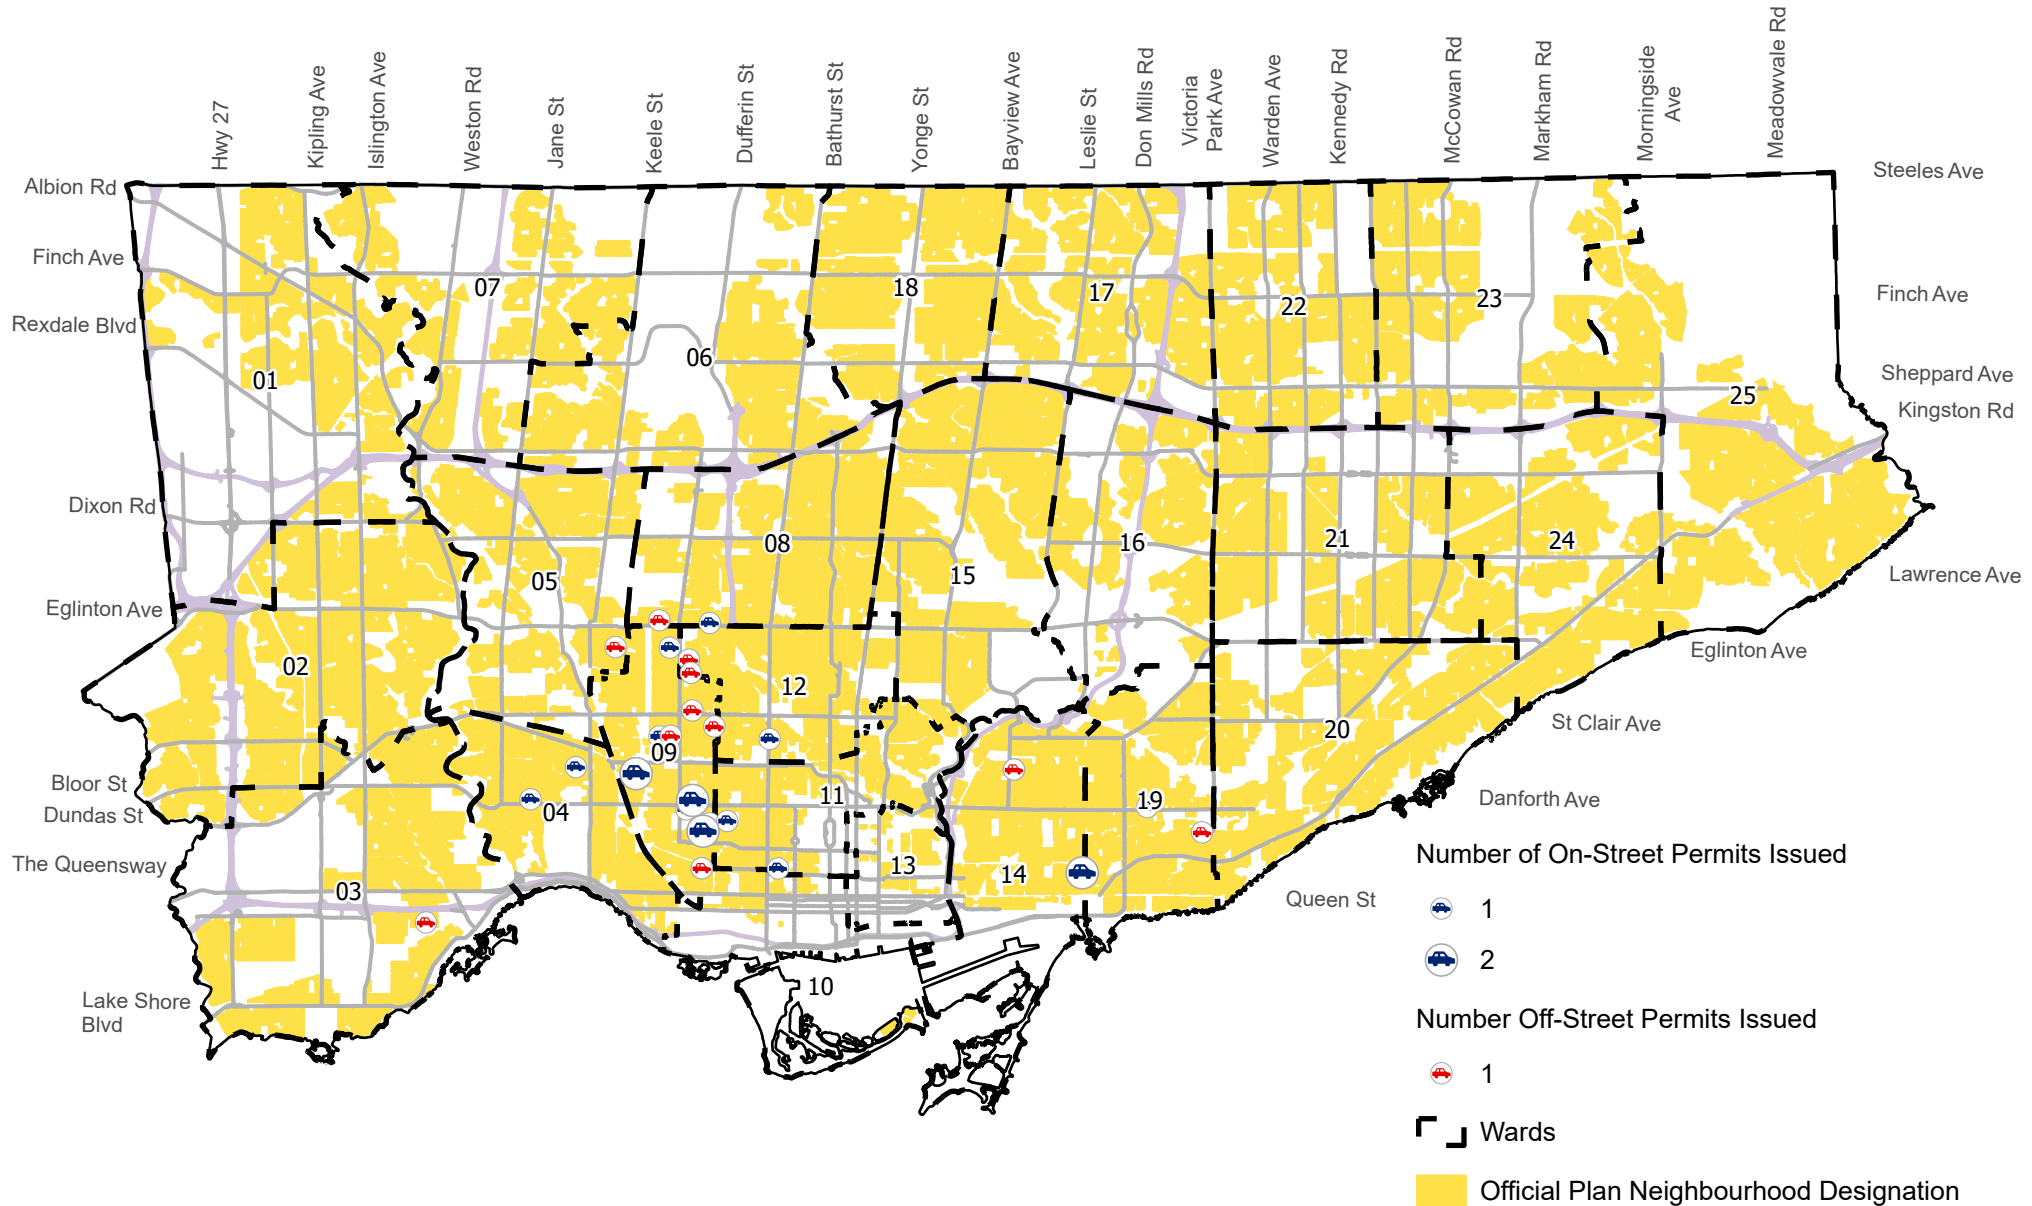 Hwy 27
Kipling Ave
Islington Ave
Weston Rd
Jane St
Keele St
Dufferin St
Bathurst St
Yonge St
Bayview Ave
Leslie St
Don Mills Rd
Victoria
Park Ave
Warden Ave
Kennedy Rd
McCowan Rd
Markham Rd
Morningside
Ave
Meadowvale Rd
Albion Rd
Steeles Ave
Finch Ave
07
18
17
22
23
Finch Ave
Rexdale Blvd
01
06
25
Sheppard Ave
Kingston Rd
Dixon Rd
05
08
15
16
21
24
Lawrence Ave
Eglinton Ave
02
12
Eglinton Ave
09
20
St Clair Ave
Bloor St
Dundas St
04
11
19
Danforth Ave
The Queensway
03
13
14
Queen St
10
Lake Shore
Blvd
Number of On-Street Permits Issued
1
2
Number Off-Street Permits Issued
1
Wards
Official Plan Neighbourhood Designation